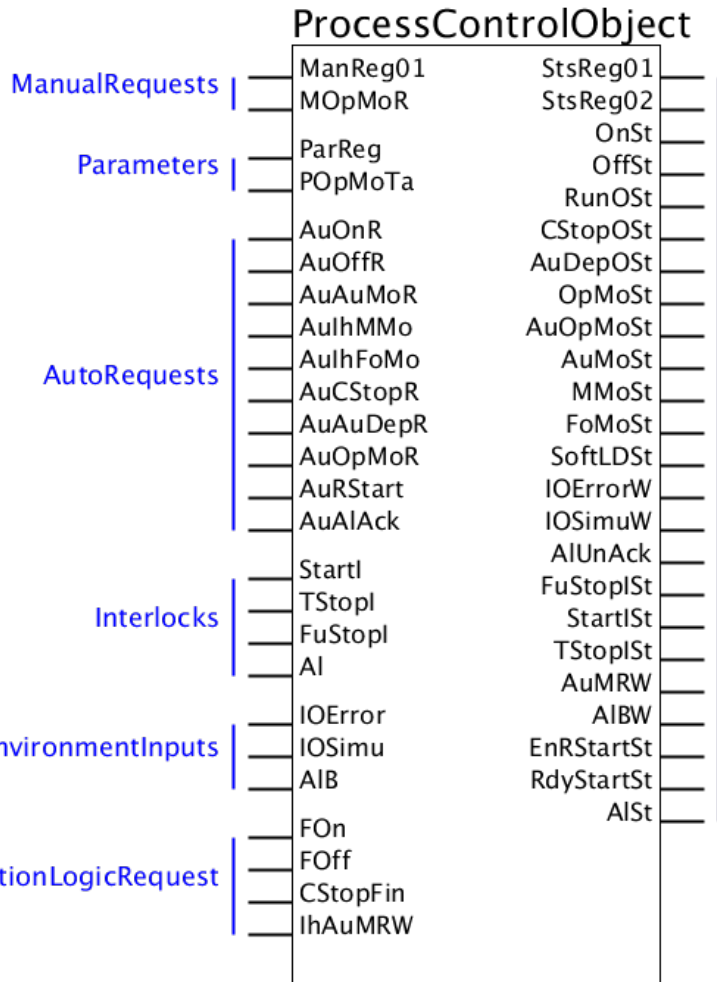 ProcessControlObject
ManualRequests
ManReg01
MOpMoR
Parameters
ParReg
POpMoTa
AutoRequests
AuOnR
AuOffR
AuAuMoR
AuIhMMo
AuIhFoMo
AuCStopR
AuAuDepR
AuOpMoR
AuRStart
AuAlAck
Interlocks
StartI
TStopI
FuStopI
Al
nvironmentInputs
IOError
IOSimu
AlB
tionLogicRequest
FOn
FOff
CStopFin
IhAuMRW
StsReg01
StsReg02
OnSt
OffSt
RunOSt
CStopOSt
AuDepOSt
OpMoSt
AuOpMoSt
AuMoSt
MMoSt
FoMoSt
SoftLDSt
IOErrorW
IOSimuW
AlUnAck
FuStopISt
StartISt
TStopISt
AuMRW
AlBW
EnRStartSt
RdyStartSt
AlSt